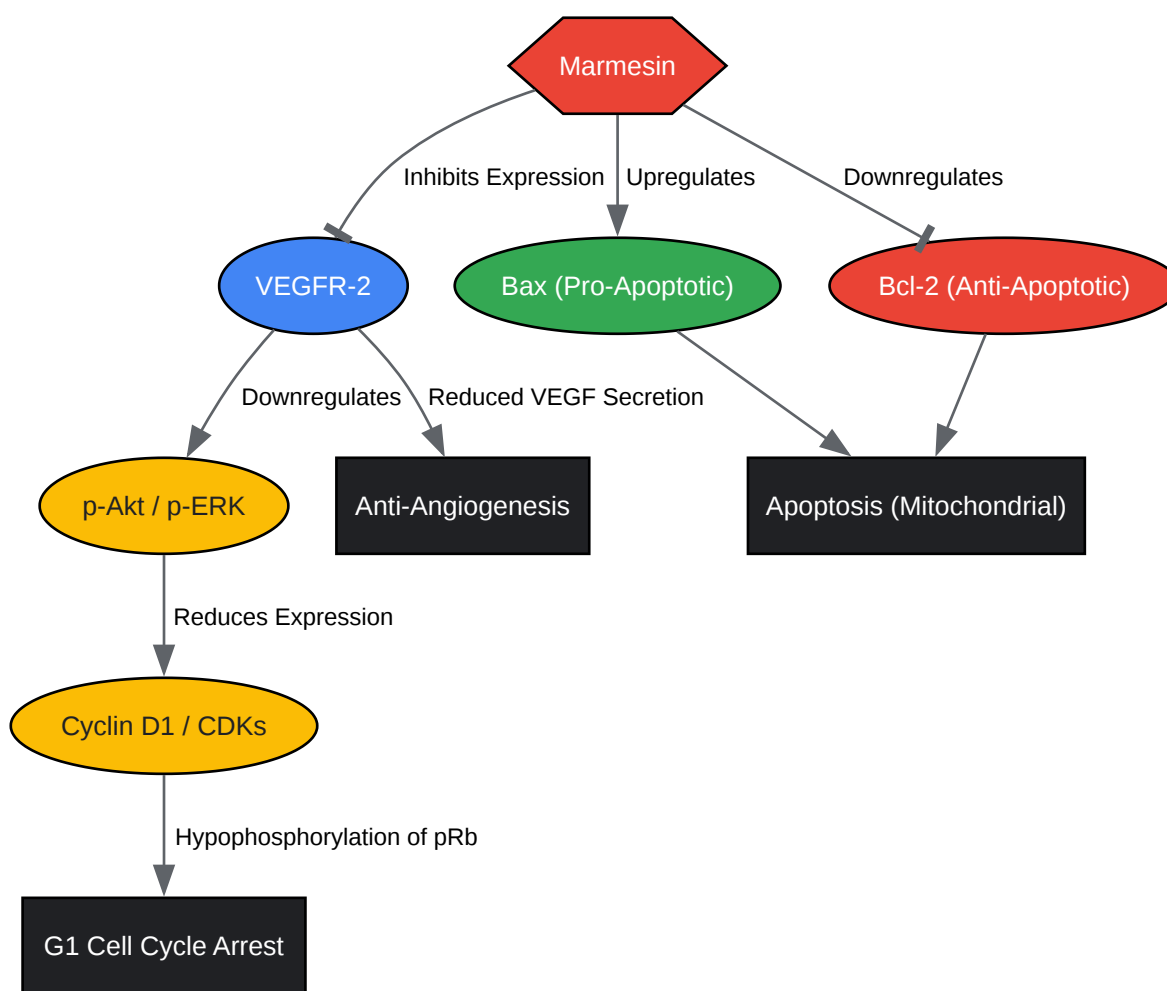 Marmesin
Inhibits Expression
Upregulates
Downregulates
VEGFR-2
Bax (Pro-Apoptotic)
Bcl-2 (Anti-Apoptotic)
Downregulates
Reduced VEGF Secretion
p-Akt / p-ERK
Anti-Angiogenesis
Apoptosis (Mitochondrial)
Reduces Expression
Cyclin D1 / CDKs
Hypophosphorylation of pRb
G1 Cell Cycle Arrest